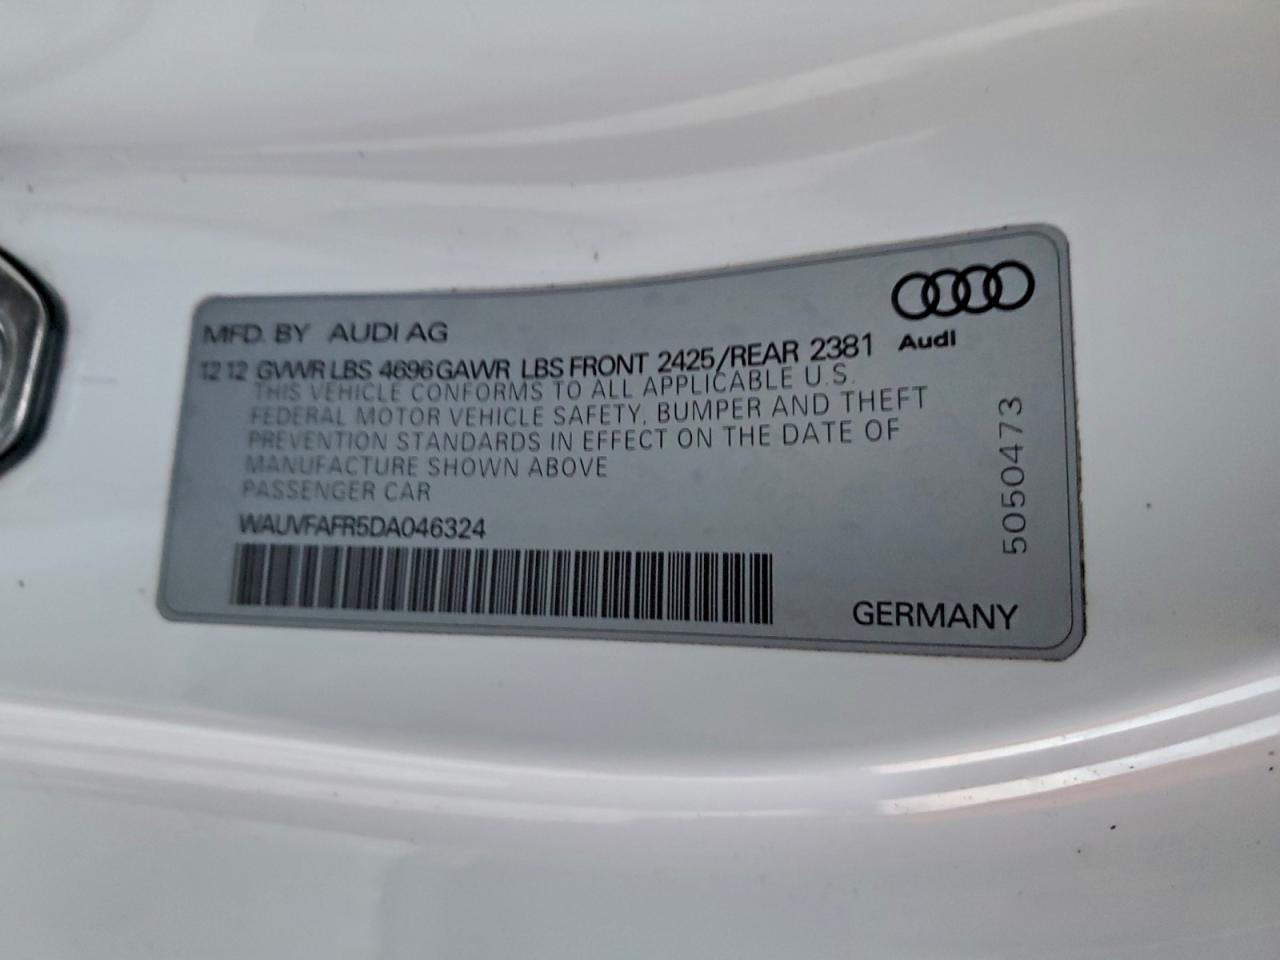 MFD. BY AUDI AG
Audi
12 12 GVWR LBS 4696 GAWR LBS FRONT 2425/REAR 2381
THIS VEHICLE CONFORMS TO ALL APPLICABLE U.S.
FEDERAL MOTOR VEHICLE SAFETY, BUMPER AND THEFT
PREVENTION STANDARDS IN EFFECT ON THE DATE OF
MANUFACTURE SHOWN ABOVE
PASSENGER CAR
WAUVFAFR5DA046324
5050473
GERMANY